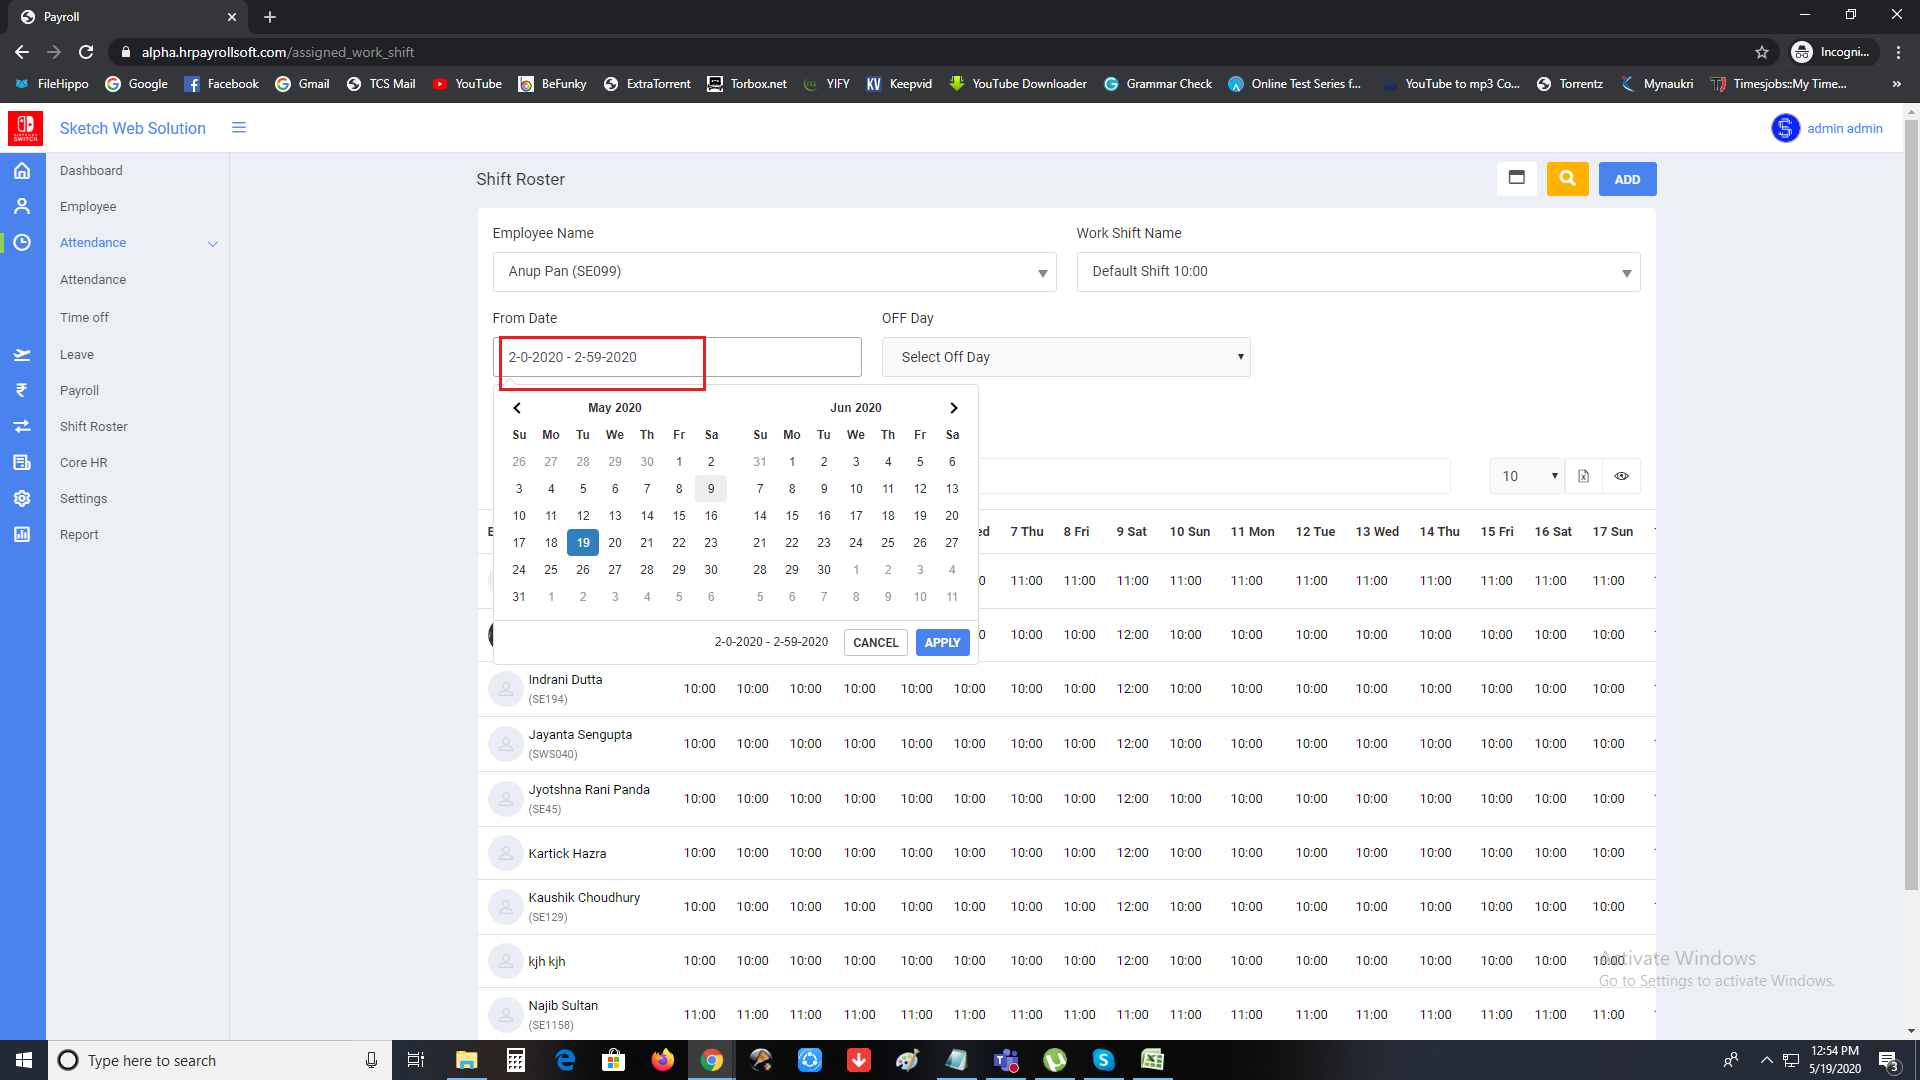 Payroll
alpha.hrpayrollsoft.com/assigned_work_shift
Incogni...
FileHippo Google Facebook Gmail TCS Mail YouTube BeFunky ExtraTorrent Torbox.net YIFY Keepvid YouTube Downloader Grammar Check Online Test Series f... YouTube to mp3 Co... Torrentz Mynaukri Timesjobs::My Time... »
Sketch Web Solution
admin admin
Dashboard
Employee
Attendance
Attendance
Time off
Leave
Payroll
Shift Roster
Core HR
Settings
Report
Shift Roster
ADD
Employee Name Work Shift Name
Anup Pan (SE099) Default Shift 10:00
From Date OFF Day
2-0-2020 - 2-59-2020 Select Off Day
May 2020 Jun 2020
Su Mo Tu We Th Fr Sa Su Mo Tu We Th Fr Sa
26 27 28 29 30 1 2 31 1 2 3 4 5 6
3 4 5 6 7 8 9 7 8 9 10 11 12 13
10 11 12 13 14 15 16 14 15 16 17 18 19 20
17 18 19 20 21 22 23 21 22 23 24 25 26 27
24 25 26 27 28 29 30 28 29 30 1 2 3 4
31 1 2 3 4 5 6 5 6 7 8 9 10 11
2-0-2020 - 2-59-2020 CANCEL APPLY
10
E ed 7 Thu 8 Fri 9 Sat 10 Sun 11 Mon 12 Tue 13 Wed 14 Thu 15 Fri 16 Sat 17 Sun
0 11:00 11:00 11:00 11:00 11:00 11:00 11:00 11:00 11:00 11:00 11:00
0 10:00 10:00 12:00 10:00 10:00 10:00 10:00 10:00 10:00 10:00 10:00
Indrani Dutta
(SE194)
10:00 10:00 10:00 10:00 10:00 10:00 10:00 10:00 12:00 10:00 10:00 10:00 10:00 10:00 10:00 10:00 10:00
Jayanta Sengupta
(SWS040)
10:00 10:00 10:00 10:00 10:00 10:00 10:00 10:00 12:00 10:00 10:00 10:00 10:00 10:00 10:00 10:00 10:00
Jyotshna Rani Panda
(SE45)
10:00 10:00 10:00 10:00 10:00 10:00 10:00 10:00 12:00 10:00 10:00 10:00 10:00 10:00 10:00 10:00 10:00
Kartick Hazra 10:00 10:00 10:00 10:00 10:00 10:00 10:00 10:00 12:00 10:00 10:00 10:00 10:00 10:00 10:00 10:00 10:00
Kaushik Choudhury
(SE129)
10:00 10:00 10:00 10:00 10:00 10:00 10:00 10:00 12:00 10:00 10:00 10:00 10:00 10:00 10:00 10:00 10:00
kjh kjh 10:00 10:00 10:00 10:00 10:00 10:00 10:00 10:00 12:00 10:00 10:00 10:00 10:00 10:00 10:00 10:00 10:00
Najib Sultan
(SE1158)
11:00 11:00 11:00 11:00 11:00 11:00 11:00 11:00 11:00 11:00 11:00 11:00 11:00 11:00 11:00 11:00 11:00
Activate Windows
Go to Settings to activate Windows.
Type here to search
12:54 PM
5/19/2020
3